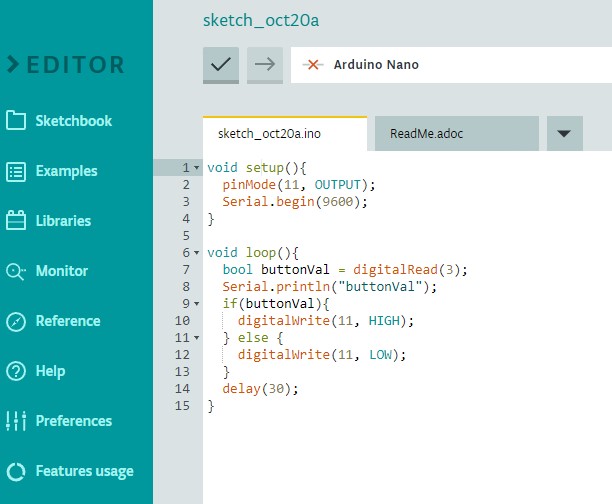 sketch_oct20a
EDITOR
Arduino Nano
Sketchbook
Examples
Libraries
Monitor
Reference
Help
Preferences
Features usage
sketch_oct20a.ino
ReadMe.adoc
1 void setup(){
2   pinMode(11, OUTPUT);
3   Serial.begin(9600);
4 }
5
6 void loop(){
7   bool buttonVal = digitalRead(3);
8   Serial.println("buttonVal");
9   if(buttonVal){
10     digitalWrite(11, HIGH);
11   } else {
12     digitalWrite(11, LOW);
13   }
14   delay(30);
15 }